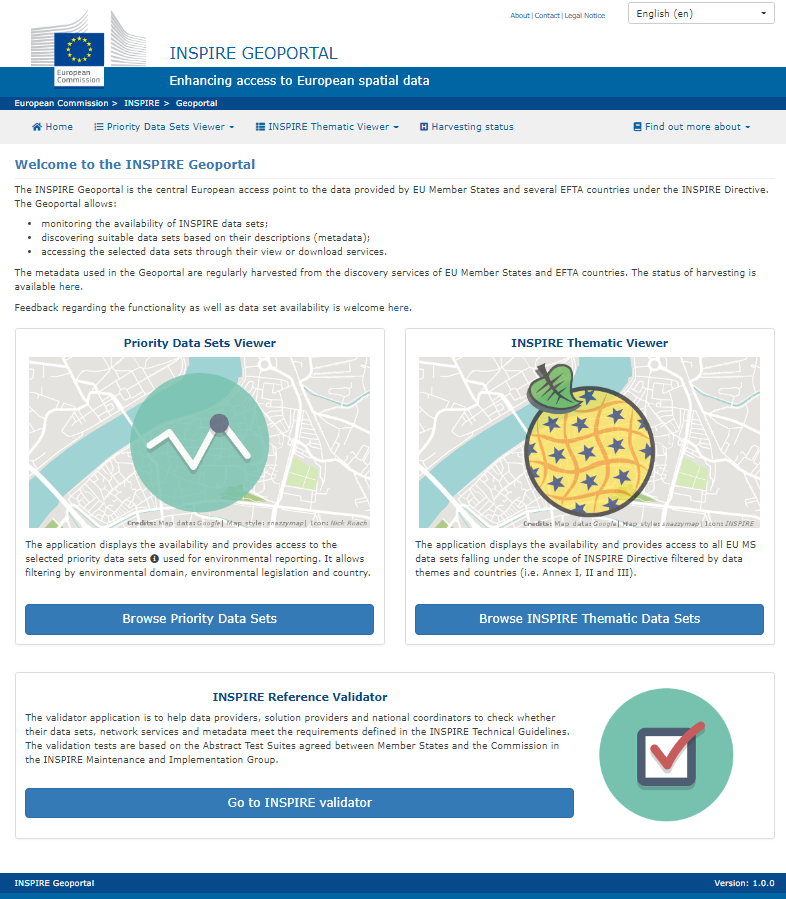 About | Contact | Legal Notice
English (en)
European
Commission
INSPIRE GEOPORTAL
Enhancing access to European spatial data
European Commission > INSPIRE > Geoportal
Home
Priority Data Sets Viewer
INSPIRE Thematic Viewer
Harvesting status
Find out more about
Welcome to the INSPIRE Geoportal
The INSPIRE Geoportal is the central European access point to the data provided by EU Member States and several EFTA countries under the INSPIRE Directive.
The Geoportal allows:
• monitoring the availability of INSPIRE data sets;
• discovering suitable data sets based on their descriptions (metadata);
• accessing the selected data sets through their view or download services.
The metadata used in the Geoportal are regularly harvested from the discovery services of EU Member States and EFTA countries. The status of harvesting is
available here.
Feedback regarding the functionality as well as data set availability is welcome here.
Priority Data Sets Viewer
Credits: Map data: Google| Map style: snazzymap| Icon: Nick Roach
The application displays the availability and provides access to the
selected priority data sets used for environmental reporting. It allows
filtering by environmental domain, environmental legislation and country.
Browse Priority Data Sets
INSPIRE Thematic Viewer
Credits: Map data: Google| Map style: snazzymap| Icon: INSPIRE
The application displays the availability and provides access to all EU MS
data sets falling under the scope of INSPIRE Directive filtered by data
themes and countries (i.e. Annex I, II and III).
Browse INSPIRE Thematic Data Sets
INSPIRE Reference Validator
The validator application is to help data providers, solution providers and national coordinators to check whether
their data sets, network services and metadata meet the requirements defined in the INSPIRE Technical Guidelines.
The validation tests are based on the Abstract Test Suites agreed between Member States and the Commission in
the INSPIRE Maintenance and Implementation Group.
Go to INSPIRE validator
INSPIRE Geoportal
Version: 1.0.0